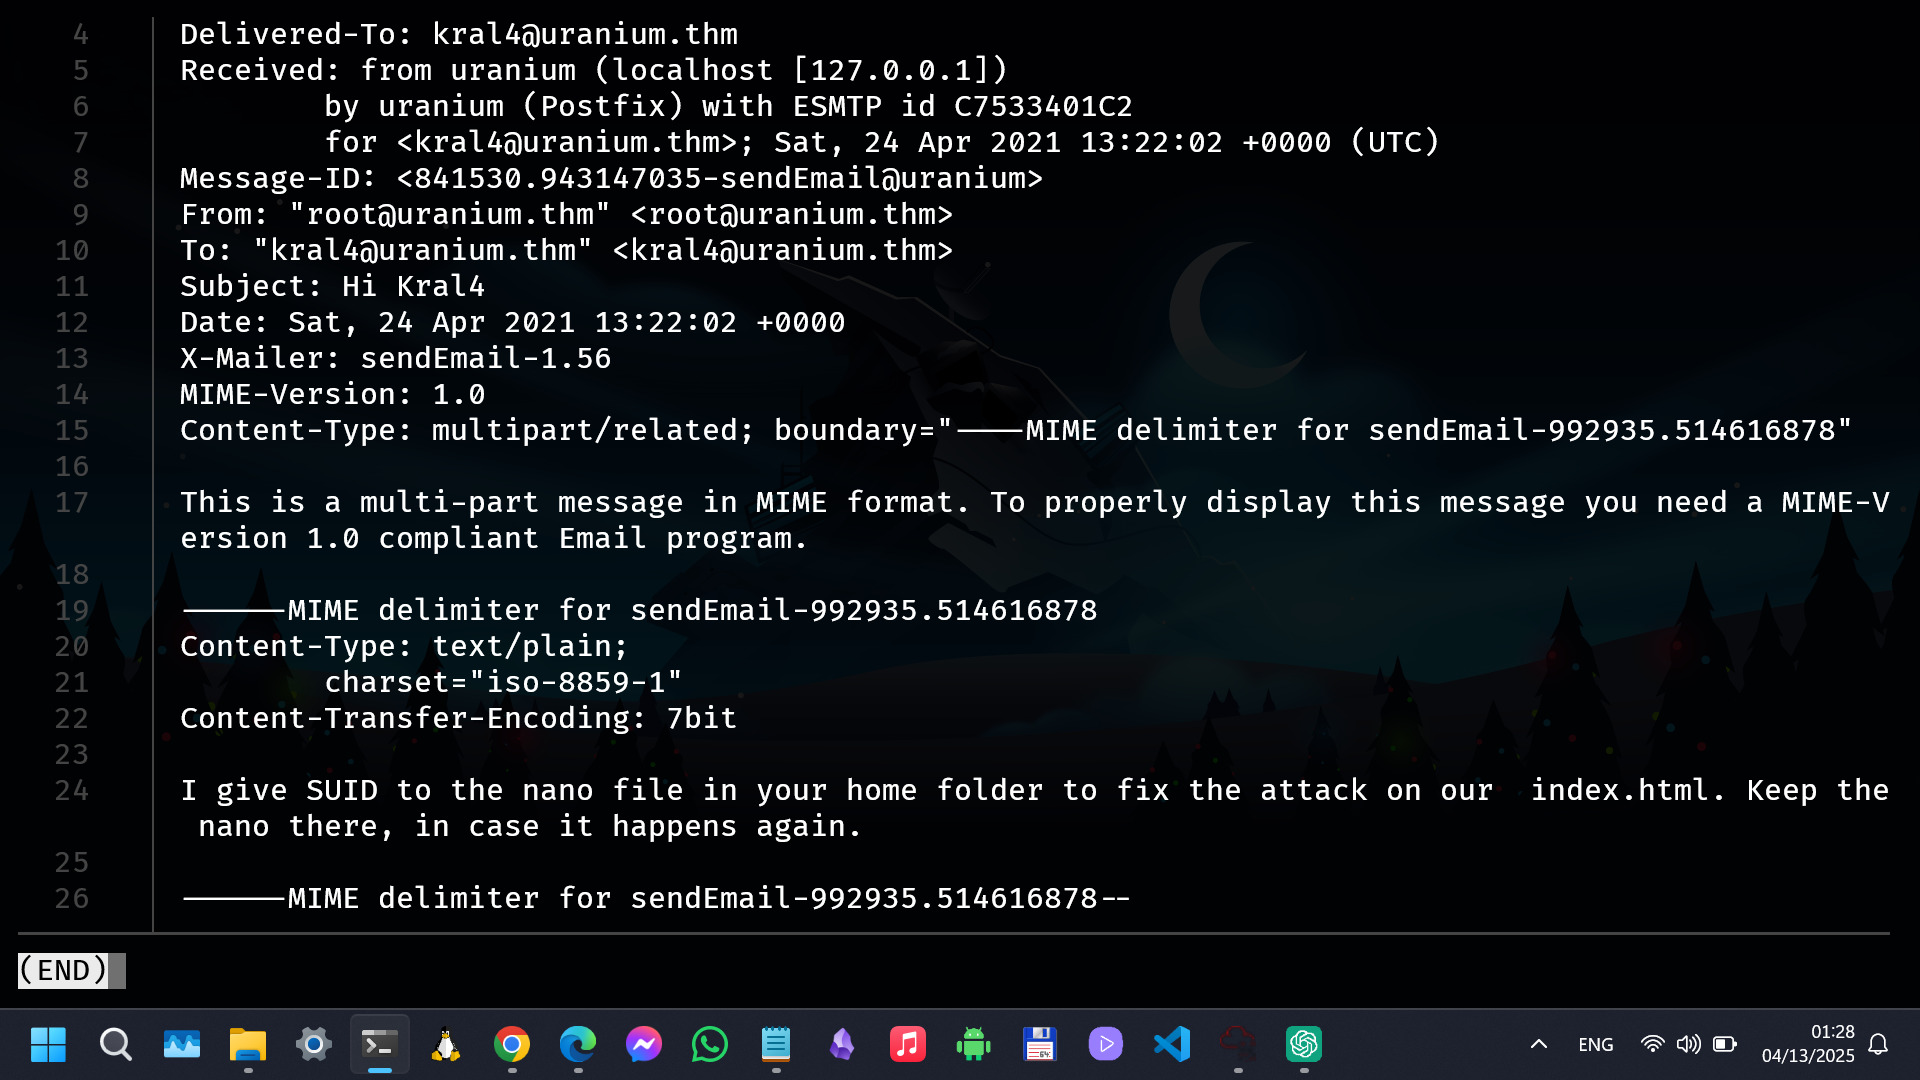 4 Delivered-To: kral4@uranium.thm
5 Received: from uranium (localhost [127.0.0.1])
6         by uranium (Postfix) with ESMTP id C7533401C2
7         for <kral4@uranium.thm>; Sat, 24 Apr 2021 13:22:02 +0000 (UTC)
8 Message-ID: <841530.943147035-sendEmail@uranium>
9 From: "root@uranium.thm" <root@uranium.thm>
10 To: "kral4@uranium.thm" <kral4@uranium.thm>
11 Subject: Hi Kral4
12 Date: Sat, 24 Apr 2021 13:22:02 +0000
13 X-Mailer: sendEmail-1.56
14 MIME-Version: 1.0
15 Content-Type: multipart/related; boundary="----MIME delimiter for sendEmail-992935.514616878"
16
17 This is a multi-part message in MIME format. To properly display this message you need a MIME-V
ersion 1.0 compliant Email program.
18
19 ------MIME delimiter for sendEmail-992935.514616878
20 Content-Type: text/plain;
21         charset="iso-8859-1"
22 Content-Transfer-Encoding: 7bit
23
24 I give SUID to the nano file in your home folder to fix the attack on our  index.html. Keep the
 nano there, in case it happens again.
25
26 ------MIME delimiter for sendEmail-992935.514616878--
(END)
64
ENG
01:28
04/13/2025